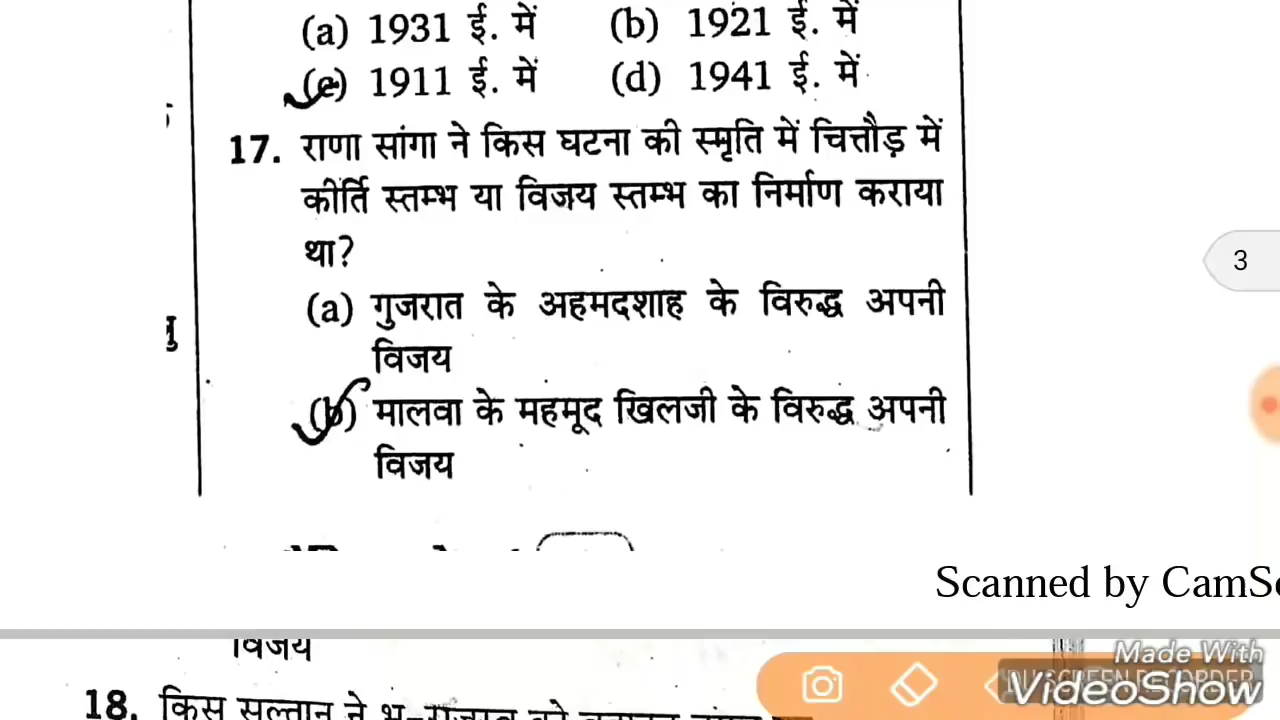 (a) 1931 ई. में (b) 1921 ई. में
(c) 1911 ई. में (d) 1941 ई. में
17. राणा सांगा ने किस घटना की स्मृति में चित्तौड़ में
कीर्ति स्तम्भ या विजय स्तम्भ का निर्माण कराया
था?
(a) गुजरात के अहमदशाह के विरुद्ध अपनी
विजय
3
(b) मालवा के महमूद खिलजी के विरुद्ध अपनी
विजय
Scanned by CamSc
विजय
Made With
VideoShow
18. किस सुल्तान ने